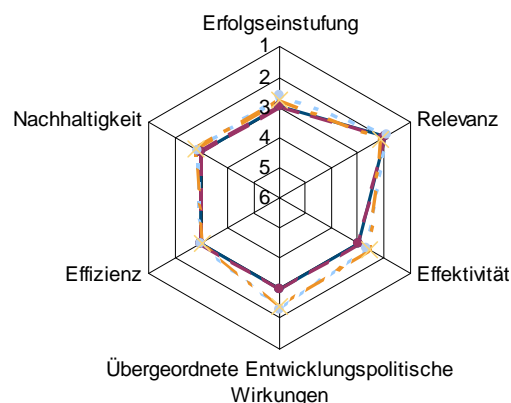 Erfolgseinstufung
1
2
3
4
5
6
Nachhaltigkeit
Relevanz
Effizienz
Effektivität
Übergeordnete Entwicklungspolitische
Wirkungen